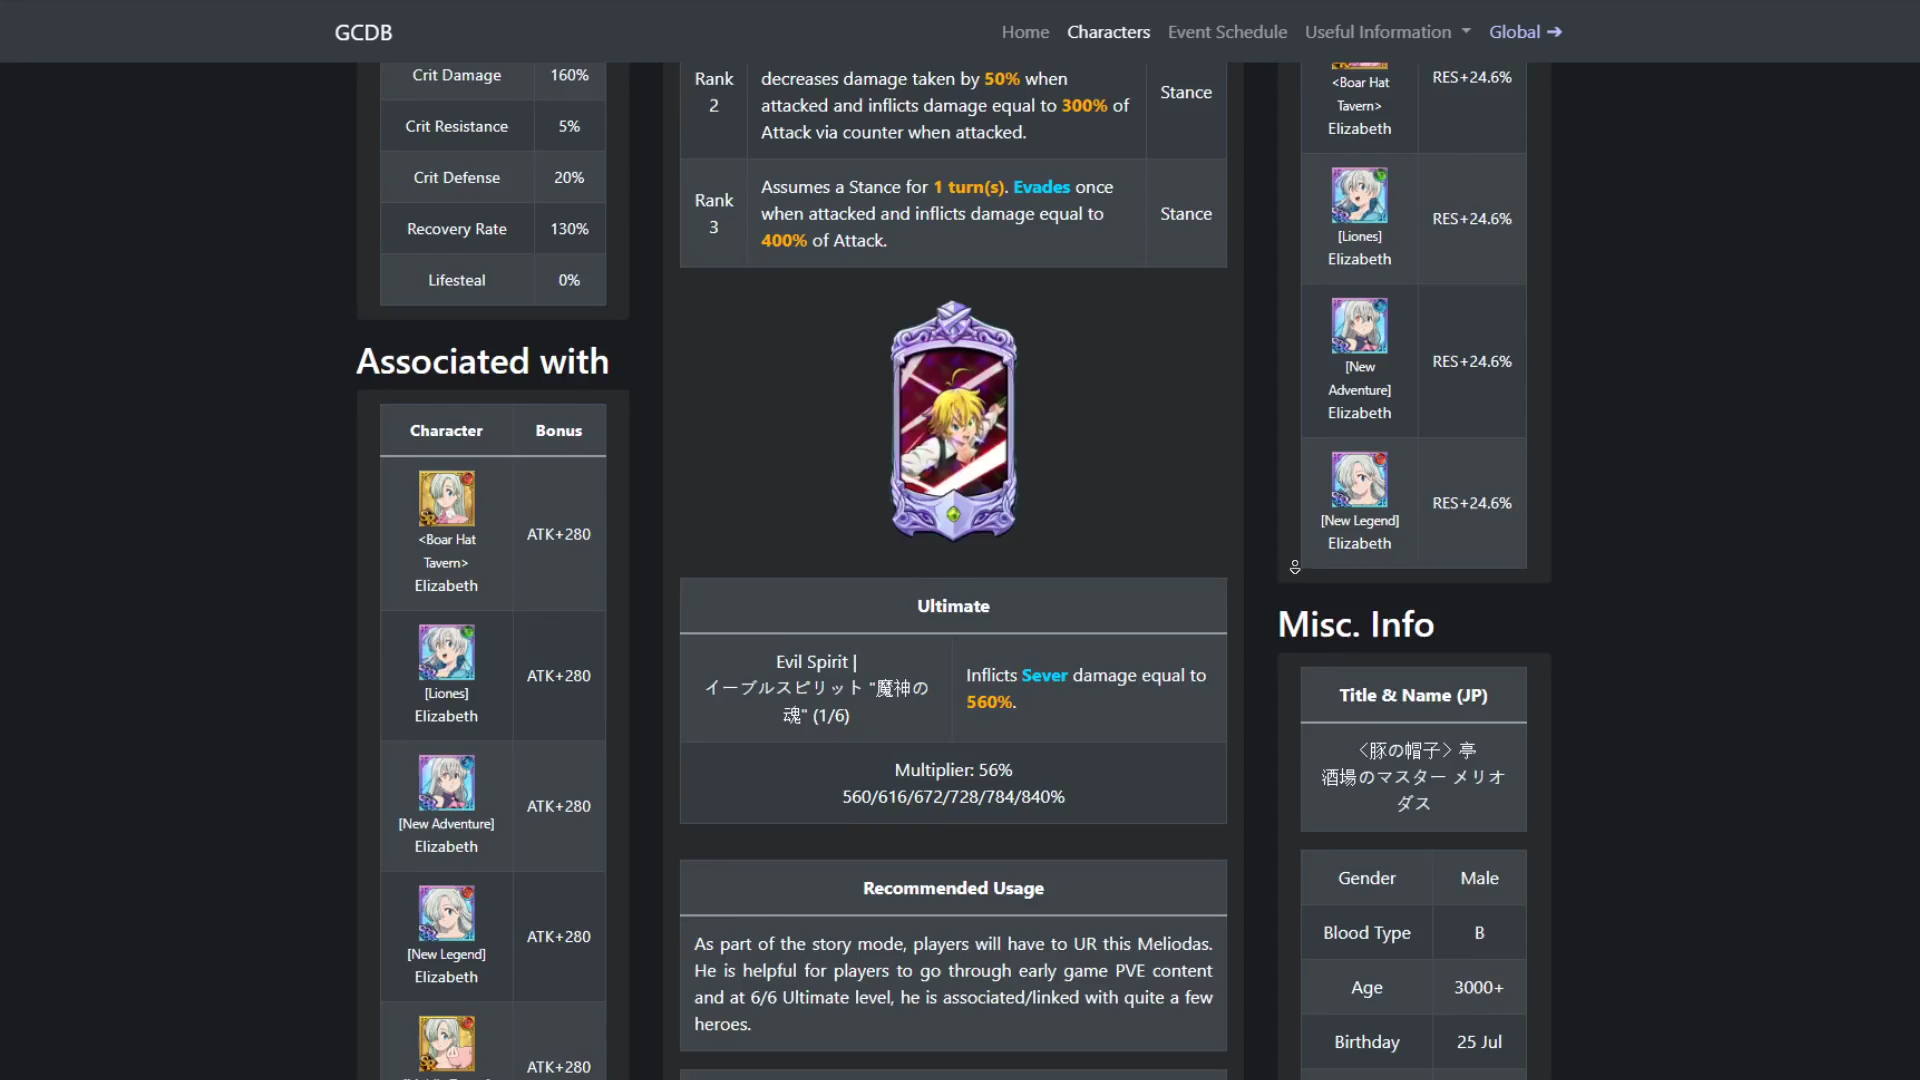 GCDB
Home
Characters
Event Schedule
Useful Information
Global ➔
Crit Damage
160%
Crit Resistance
5%
Crit Defense
20%
Recovery Rate
130%
Lifesteal
0%
Associated with
Character
Bonus
<Boar Hat
Tavern>
Elizabeth
ATK+280
[Liones]
Elizabeth
ATK+280
[New Adventure]
Elizabeth
ATK+280
[New Legend]
Elizabeth
ATK+280
SR
ATK+280
Rank
2
decreases damage taken by 50% when
attacked and inflicts damage equal to 300% of
Attack via counter when attacked.
Stance
Rank
3
Assumes a Stance for 1 turn(s). Evades once
when attacked and inflicts damage equal to
400% of Attack.
Stance
Ultimate
Evil Spirit |
イーブルスピリット "魔神の
魂" (1/6)
Inflicts Sever damage equal to
560%.
Multiplier: 56%
560/616/672/728/784/840%
Recommended Usage
As part of the story mode, players will have to UR this Meliodas.
He is helpful for players to go through early game PVE content
and at 6/6 Ultimate level, he is associated/linked with quite a few
heroes.
<Boar Hat
Tavern>
Elizabeth
RES+24.6%
[Liones]
Elizabeth
RES+24.6%
[New
Adventure]
Elizabeth
RES+24.6%
[New Legend]
Elizabeth
RES+24.6%
Misc. Info
Title & Name (JP)
〈豚の帽子〉亭
酒場のマスター メリオ
ダス
Gender
Male
Blood Type
B
Age
3000+
Birthday
25 Jul